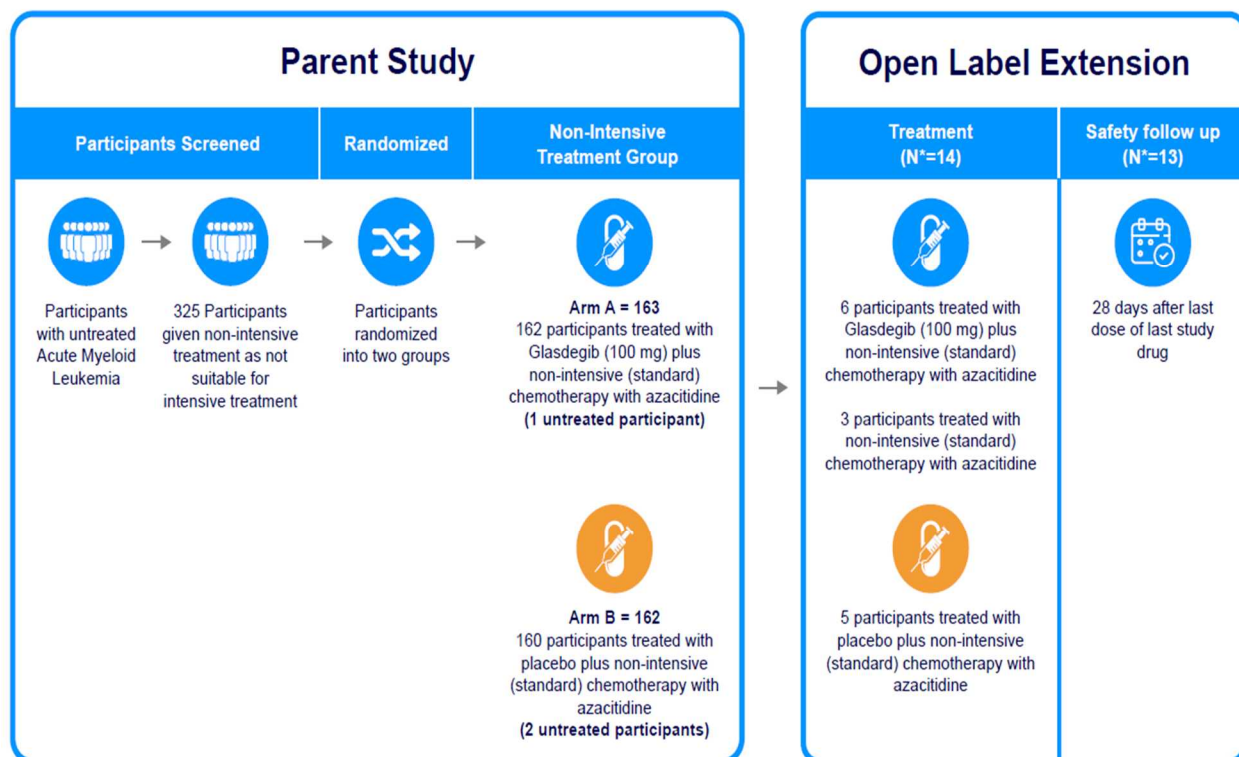 Parent Study
Participants Screened
Randomized
Non-Intensive
Treatment Group
Participants
with untreated
Acute Myeloid
Leukemia
325 Participants
given non-intensive
treatment as not
suitable for
intensive treatment
Participants
randomized
into two groups
Arm A = 163
162 participants treated with
Glasdegib (100 mg) plus
non-intensive (standard)
chemotherapy with azacitidine
(1 untreated participant)
Arm B = 162
160 participants treated with
placebo plus non-intensive
(standard) chemotherapy with
azacitidine
(2 untreated participants)
Open Label Extension
Treatment
(N*=14)
Safety follow up
(N*=13)
6 participants treated with
Glasdegib (100 mg) plus
non-intensive (standard)
chemotherapy with azacitidine
3 participants treated with
non-intensive (standard)
chemotherapy with azacitidine
5 participants treated with
placebo plus non-intensive
(standard) chemotherapy with
azacitidine
28 days after last
dose of last study
drug